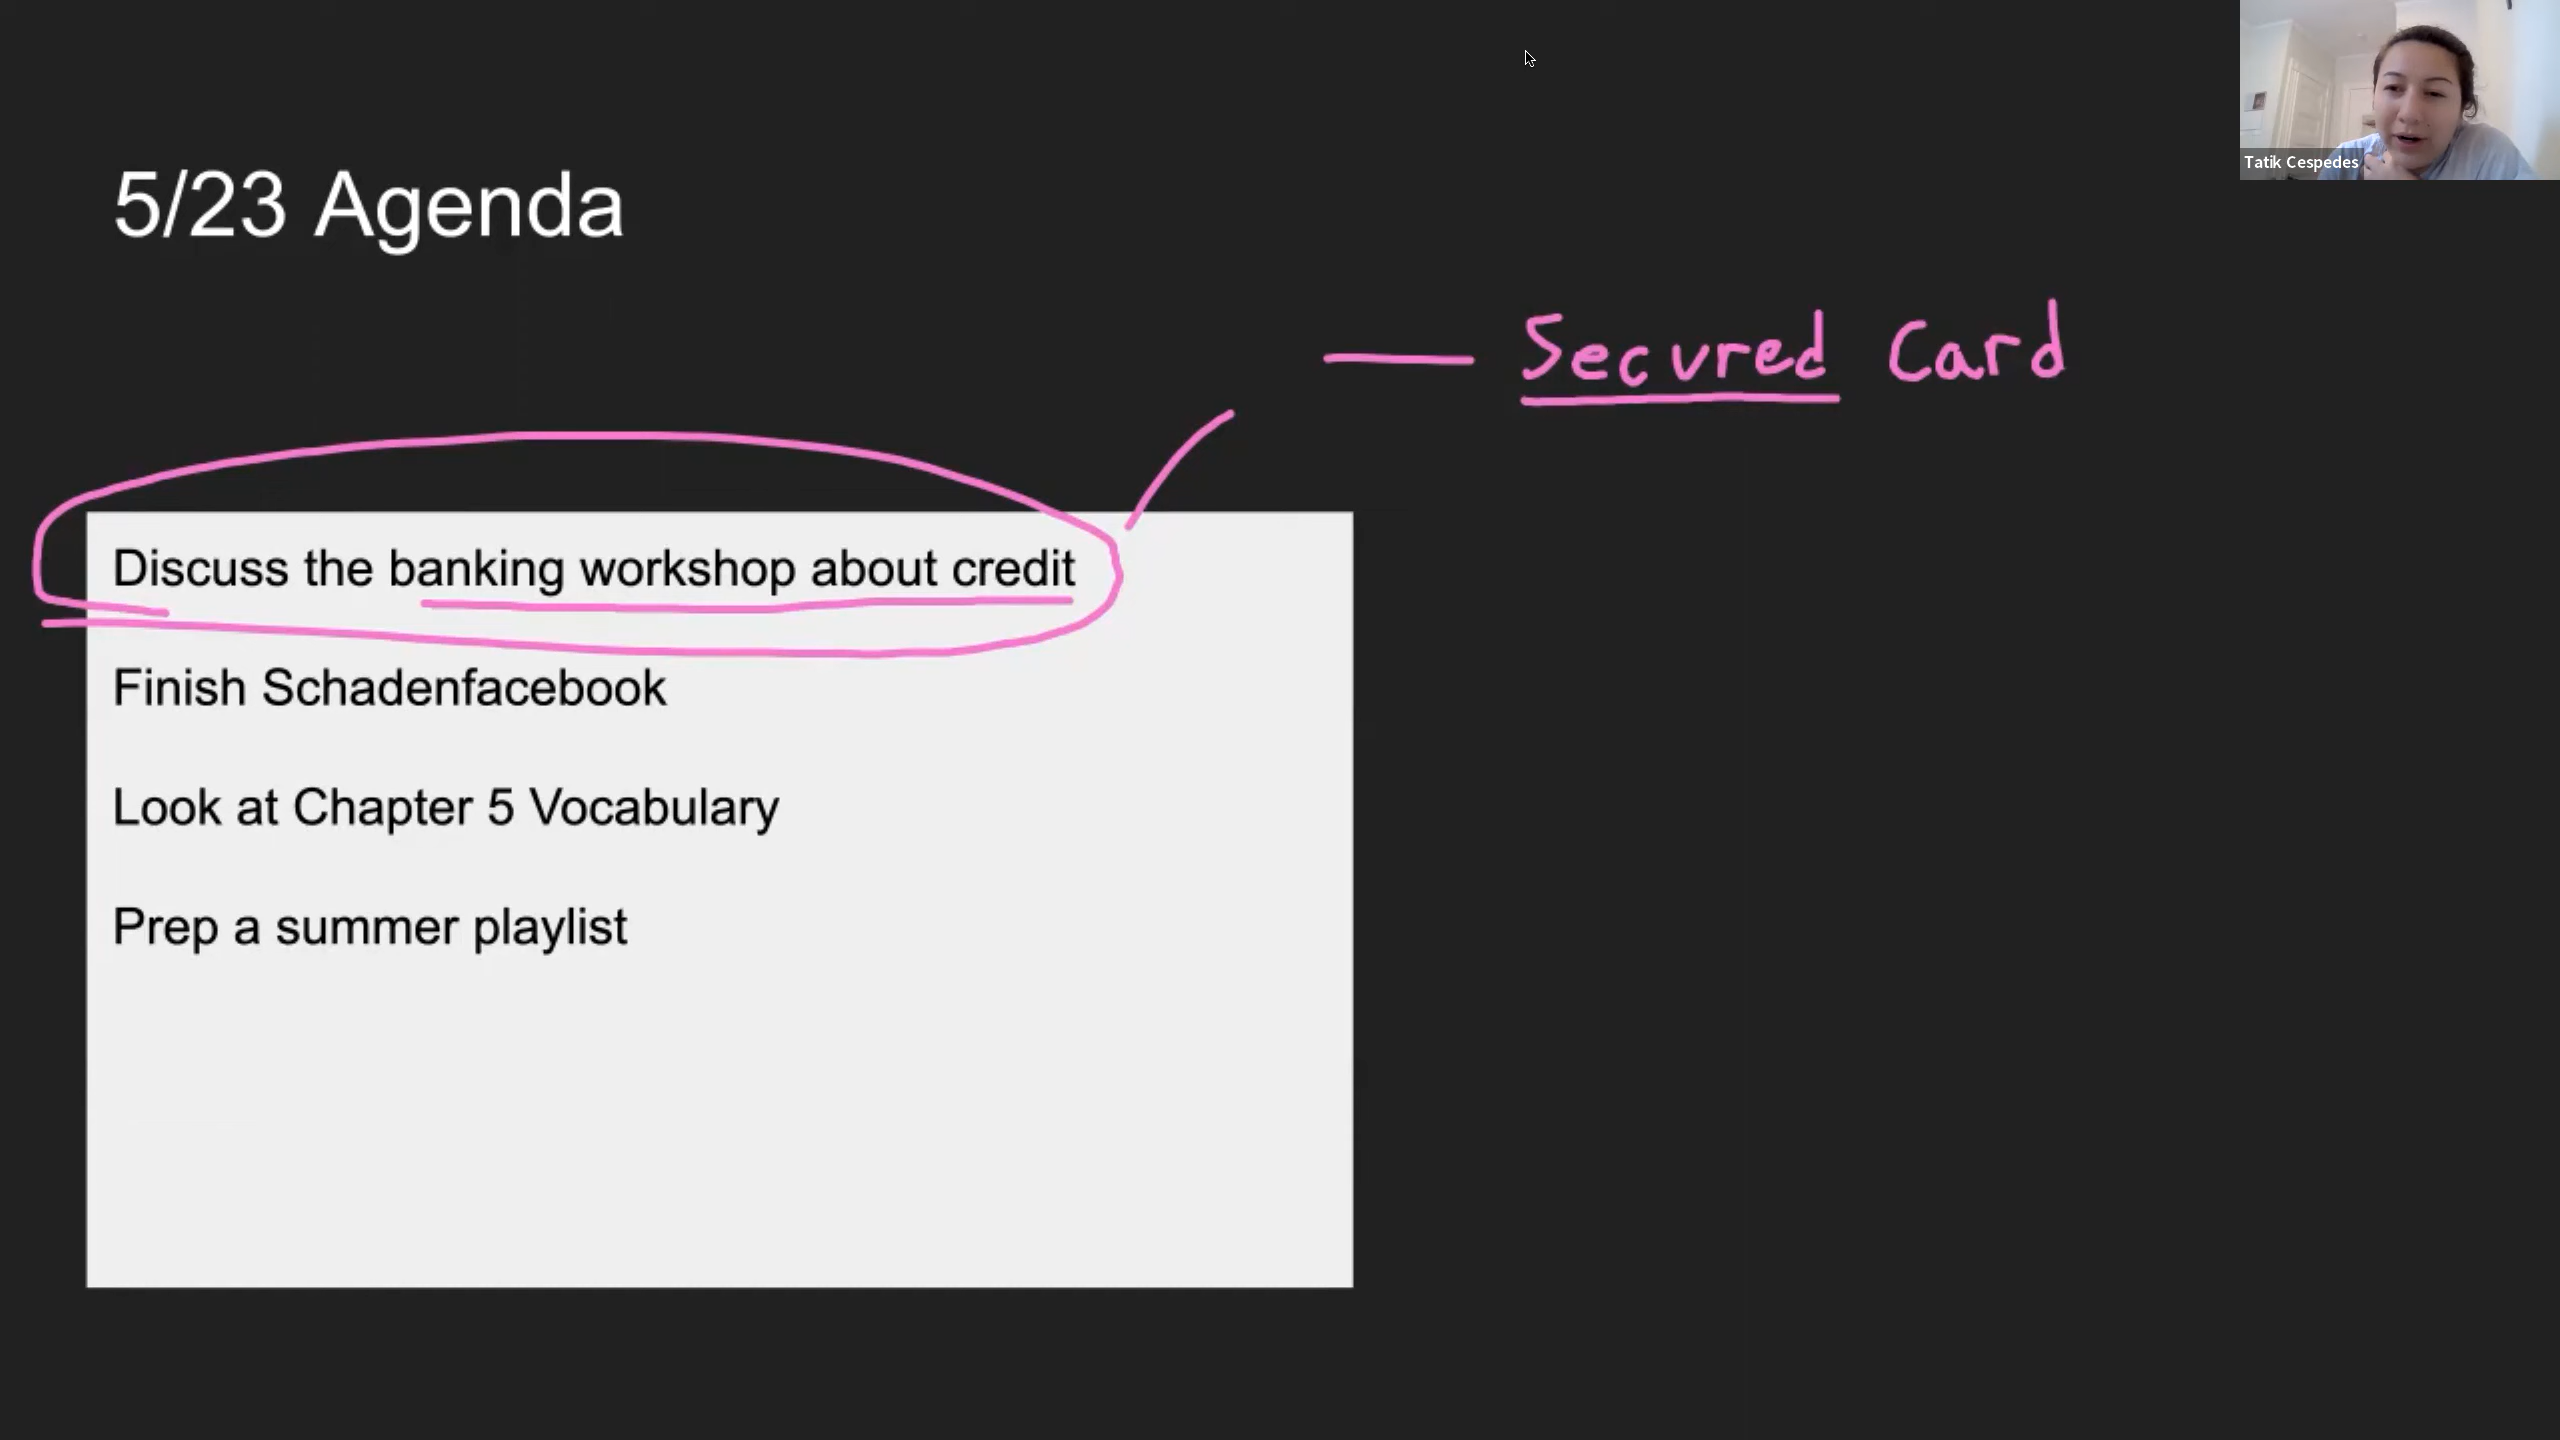 Tatik Cespedes
5/23 Agenda
Secured Card
Discuss the banking workshop about credit
Finish Schadenfacebook
Look at Chapter 5 Vocabulary
Prep a summer playlist